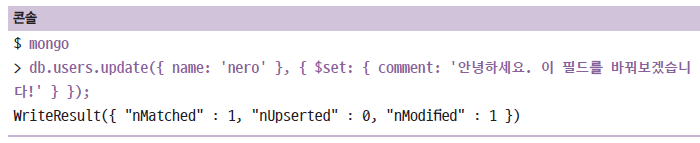 콘솔
$ mongo
> db.users.update({ name: 'nero' }, { $set: { comment: '안녕하세요. 이 필드를 바꿔보겠습니
다!' } });
WriteResult({ "nMatched" : 1, "nUpserted" : 0, "nModified" : 1 })